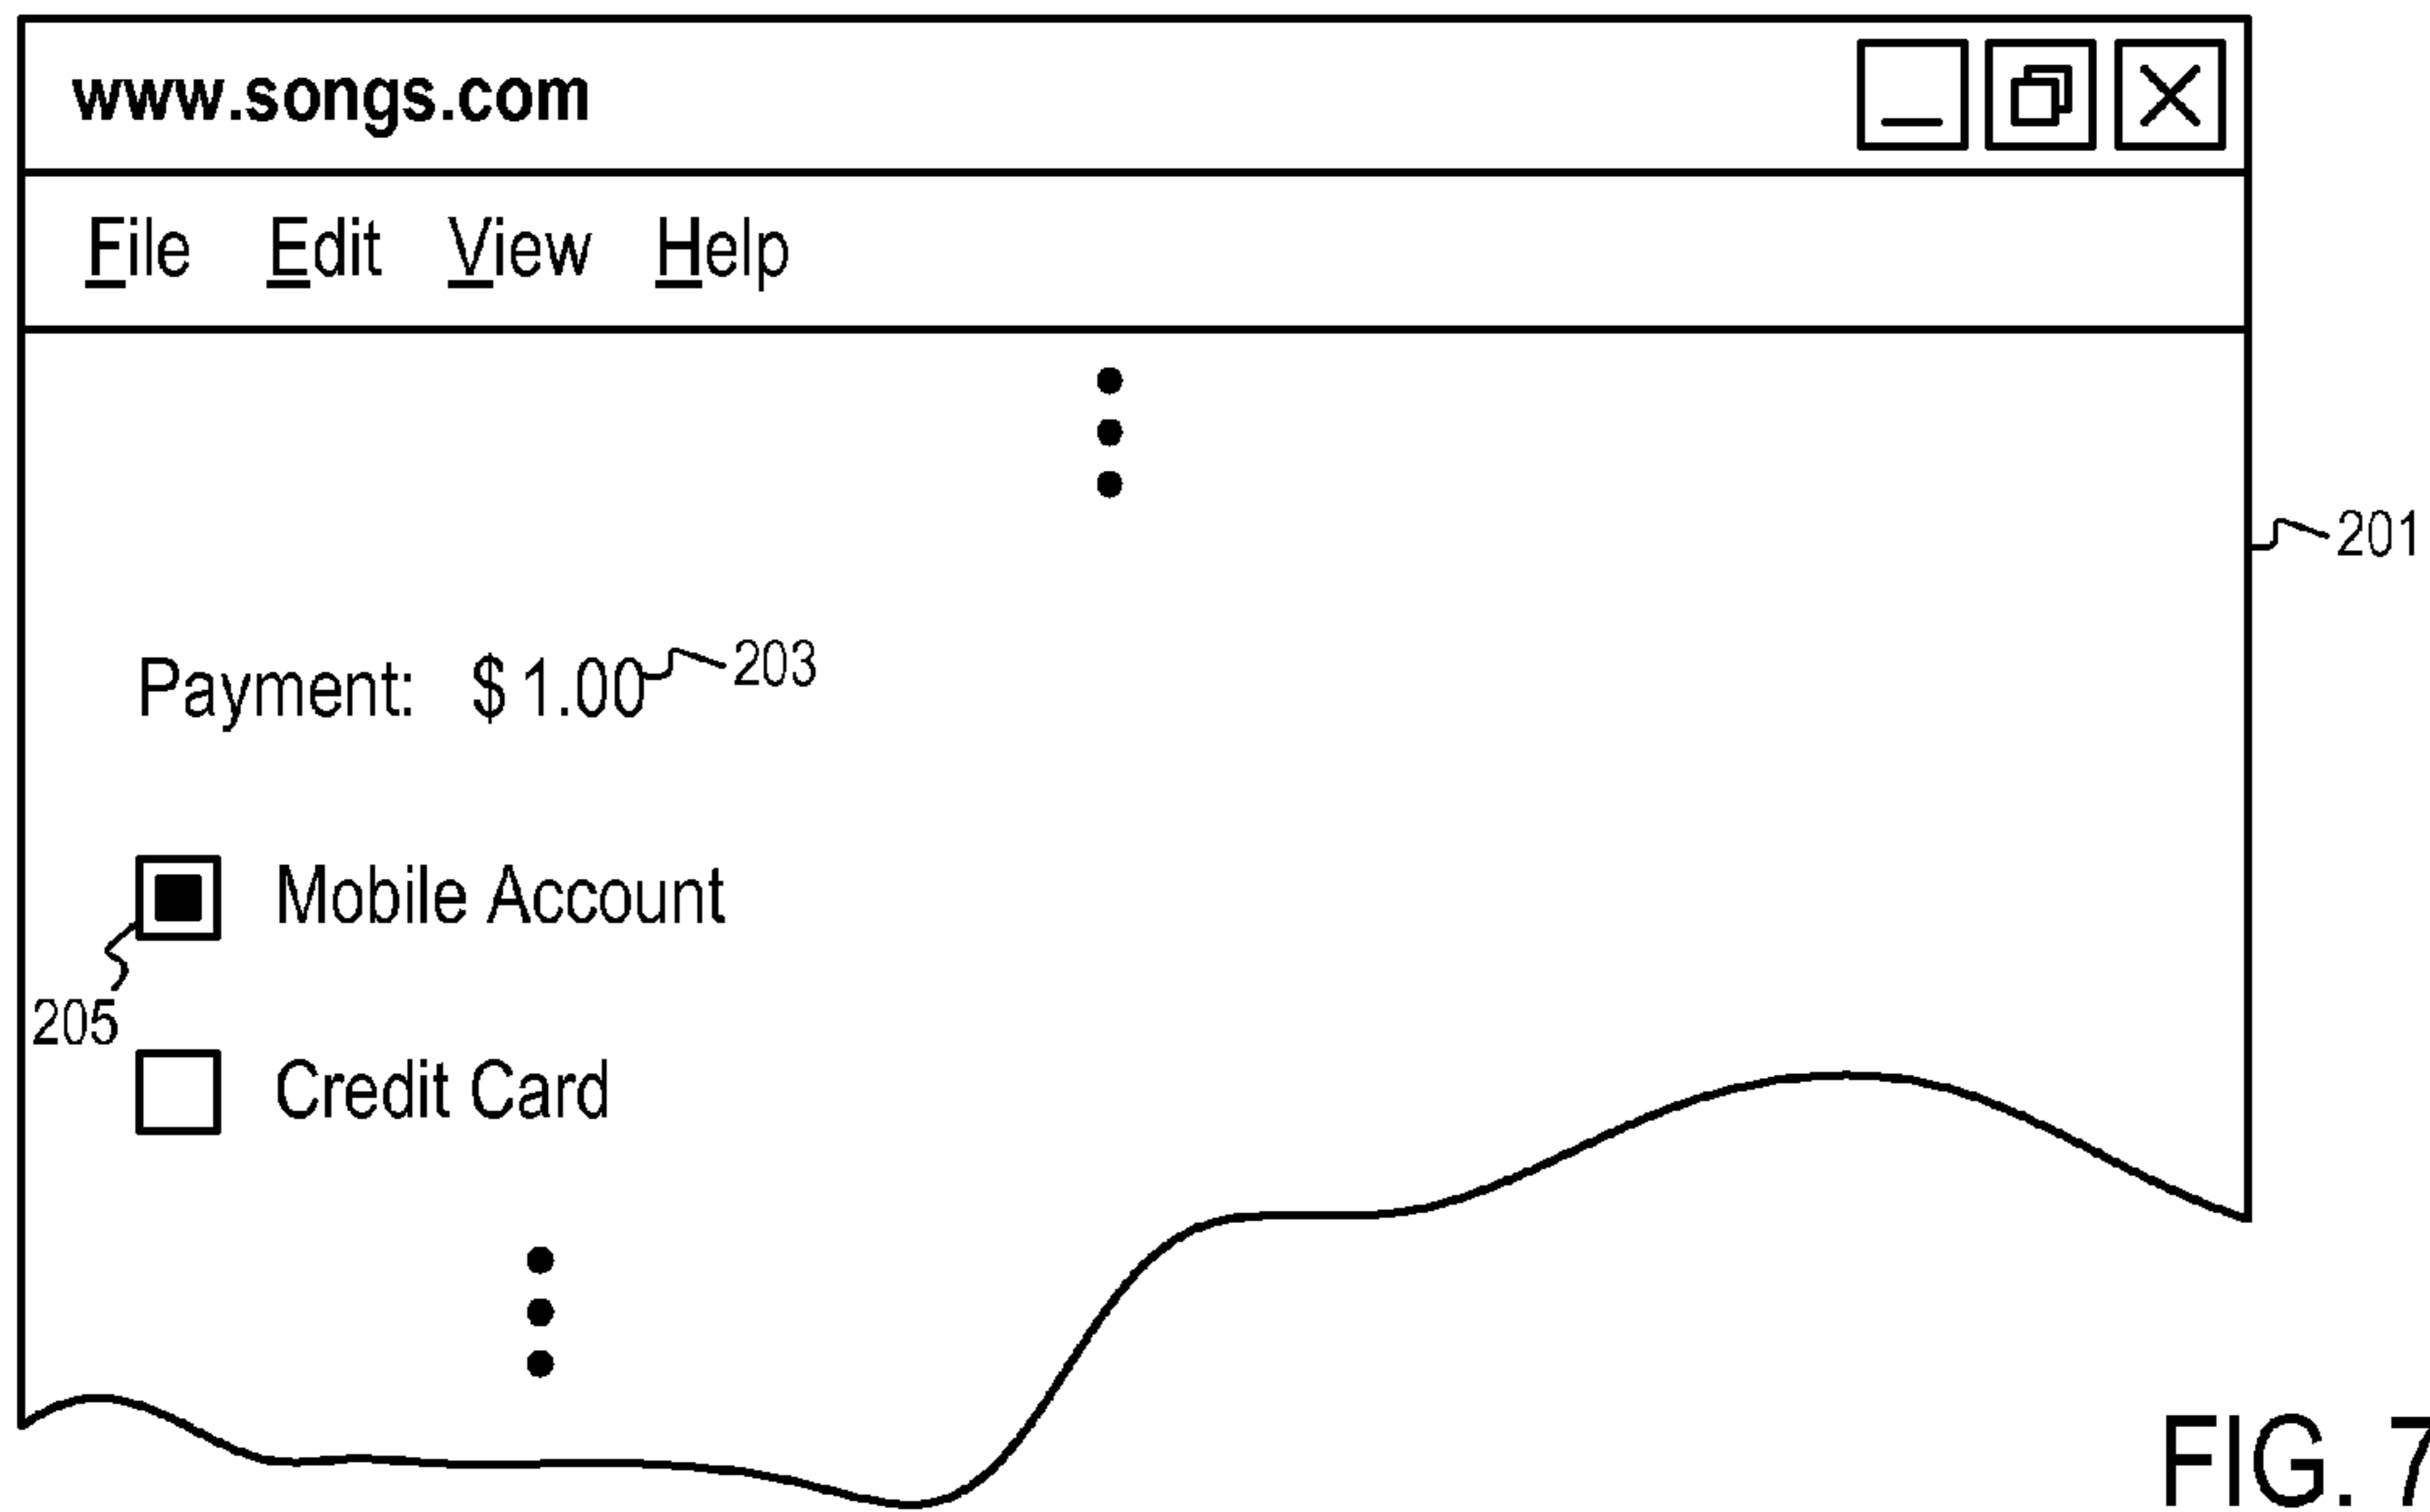 www.songs.com
File Edit View Help
201
Payment: $1.00 203
Mobile Account
205
Credit Card
FIG. 7